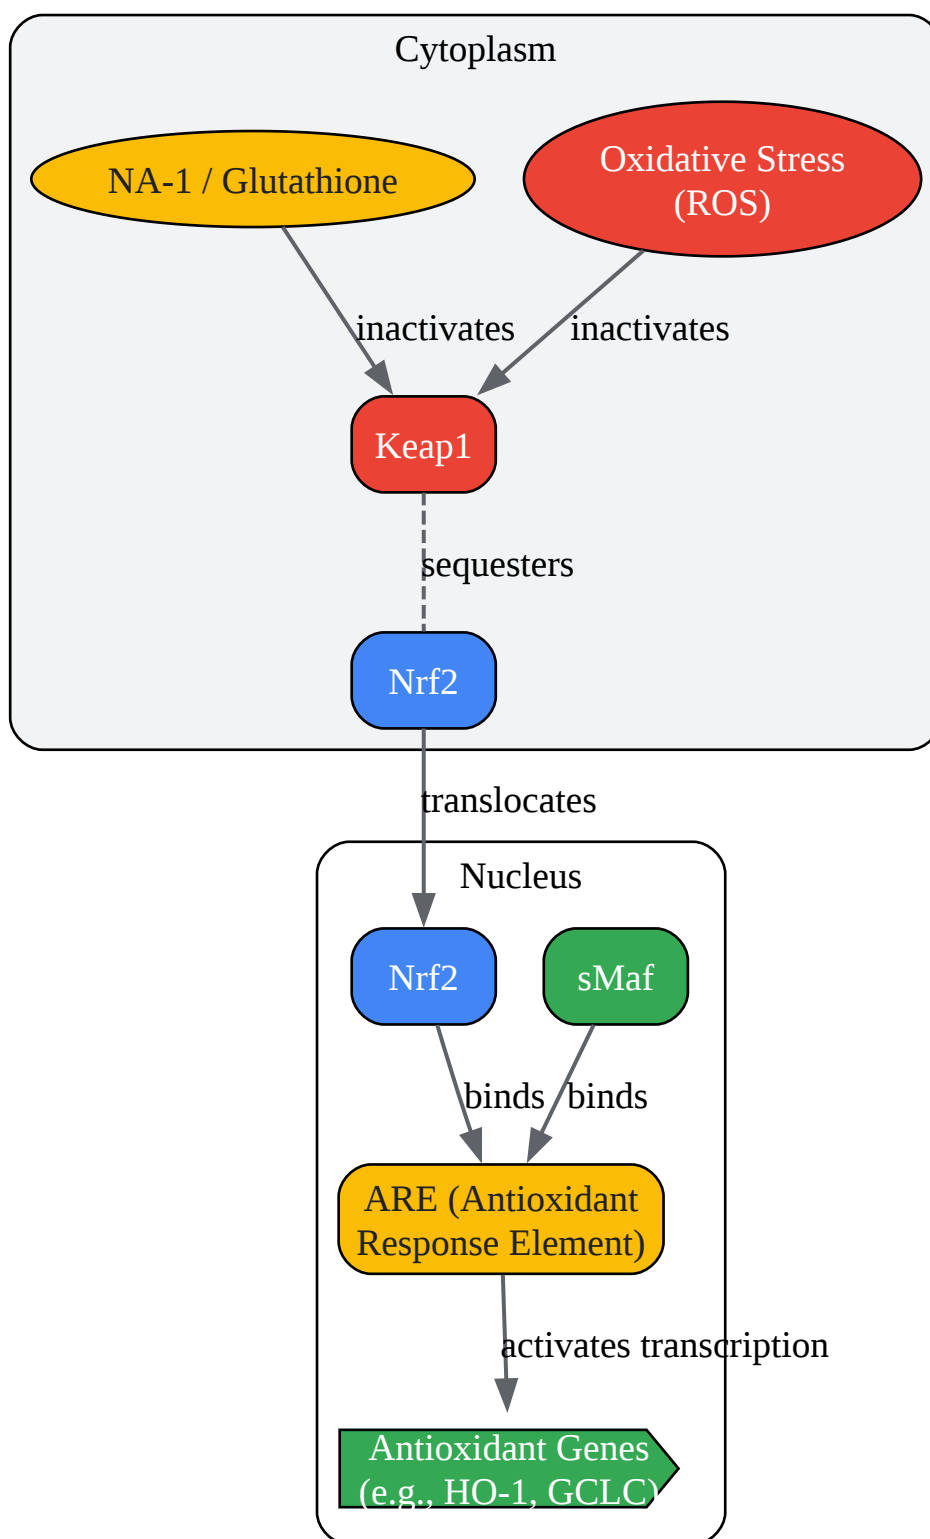 Cytoplasm
NA-1 / Glutathione
Oxidative Stress
(ROS)
inactivates
inactivates
Keap1
sequesters
Nrf2
translocates
Nucleus
Nrf2
sMaf
binds
binds
ARE (Antioxidant
Response Element)
activates transcription
Antioxidant Genes
(e.g., HO-1, GCLC)